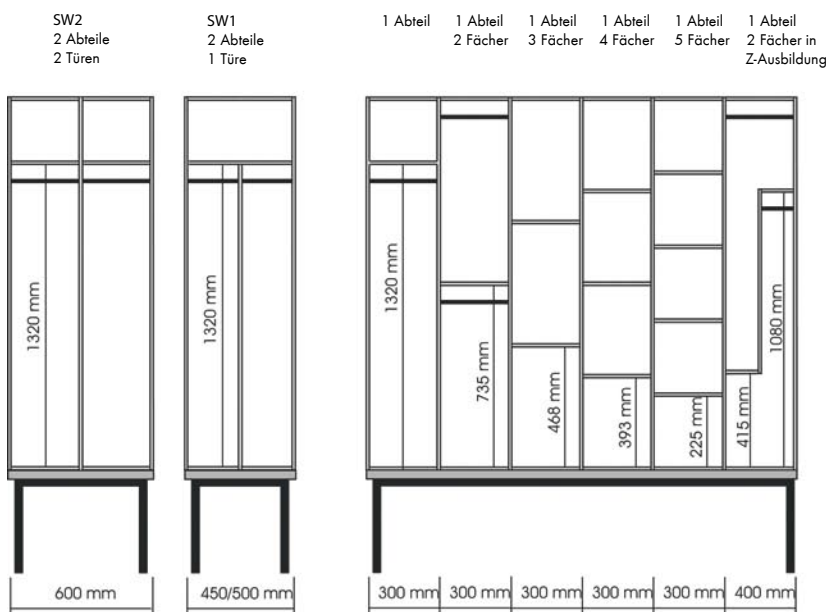 SW2
2 Abteile
2 Türen
SW1
2 Abteile
1 Türe
1 Abteil
1 Abteil
2 Fächer
1 Abteil
3 Fächer
1 Abteil
4 Fächer
1 Abteil
5 Fächer
1 Abteil
2 Fächer in
Z-Ausbildung
1320 mm
1320 mm
1320 mm
735 mm
468 mm
393 mm
225 mm
415 mm
1080 mm
600 mm
450/500 mm
300 mm
300 mm
300 mm
300 mm
300 mm
400 mm